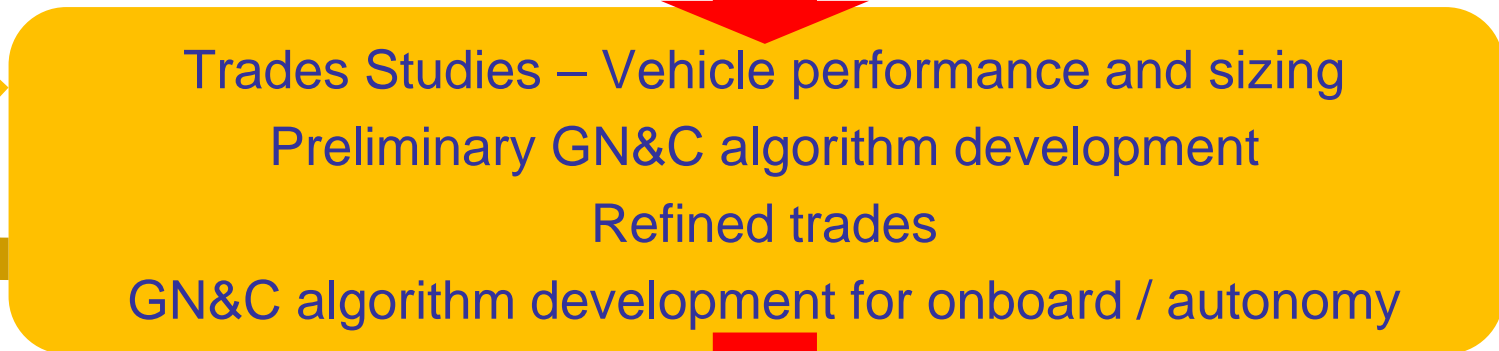 Trades Studies – Vehicle performance and sizing
Preliminary GN&C algorithm development
Refined trades
GN&C algorithm development for onboard / autonomy